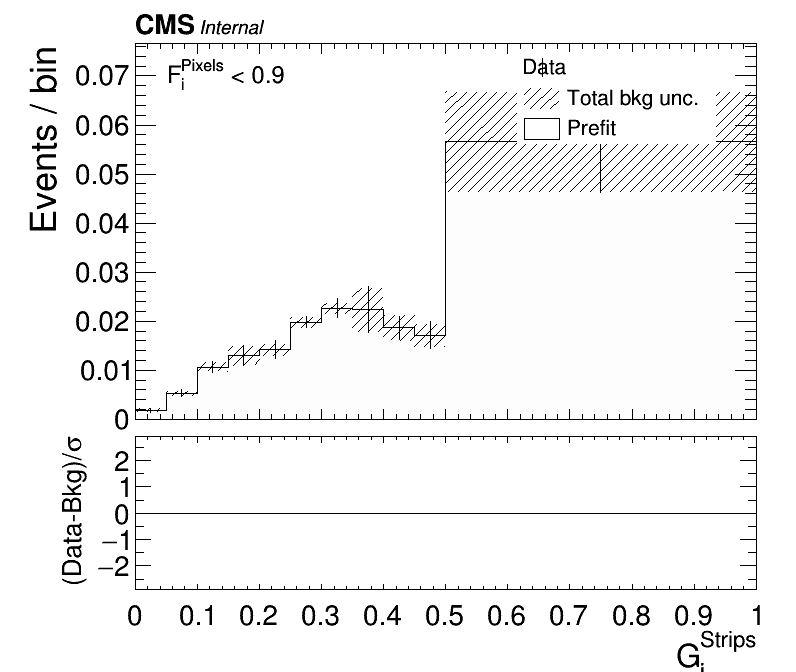 CMS Internal
F_i^Pixels < 0.9
Data
Total bkg unc.
Prefit
Events / bin
0.07
0.06
0.05
0.04
0.03
0.02
0.01
0
(Data-Bkg)/σ
2
1
0
−1
−2
0 0.1 0.2 0.3 0.4 0.5 0.6 0.7 0.8 0.9 1
G_i^Strips